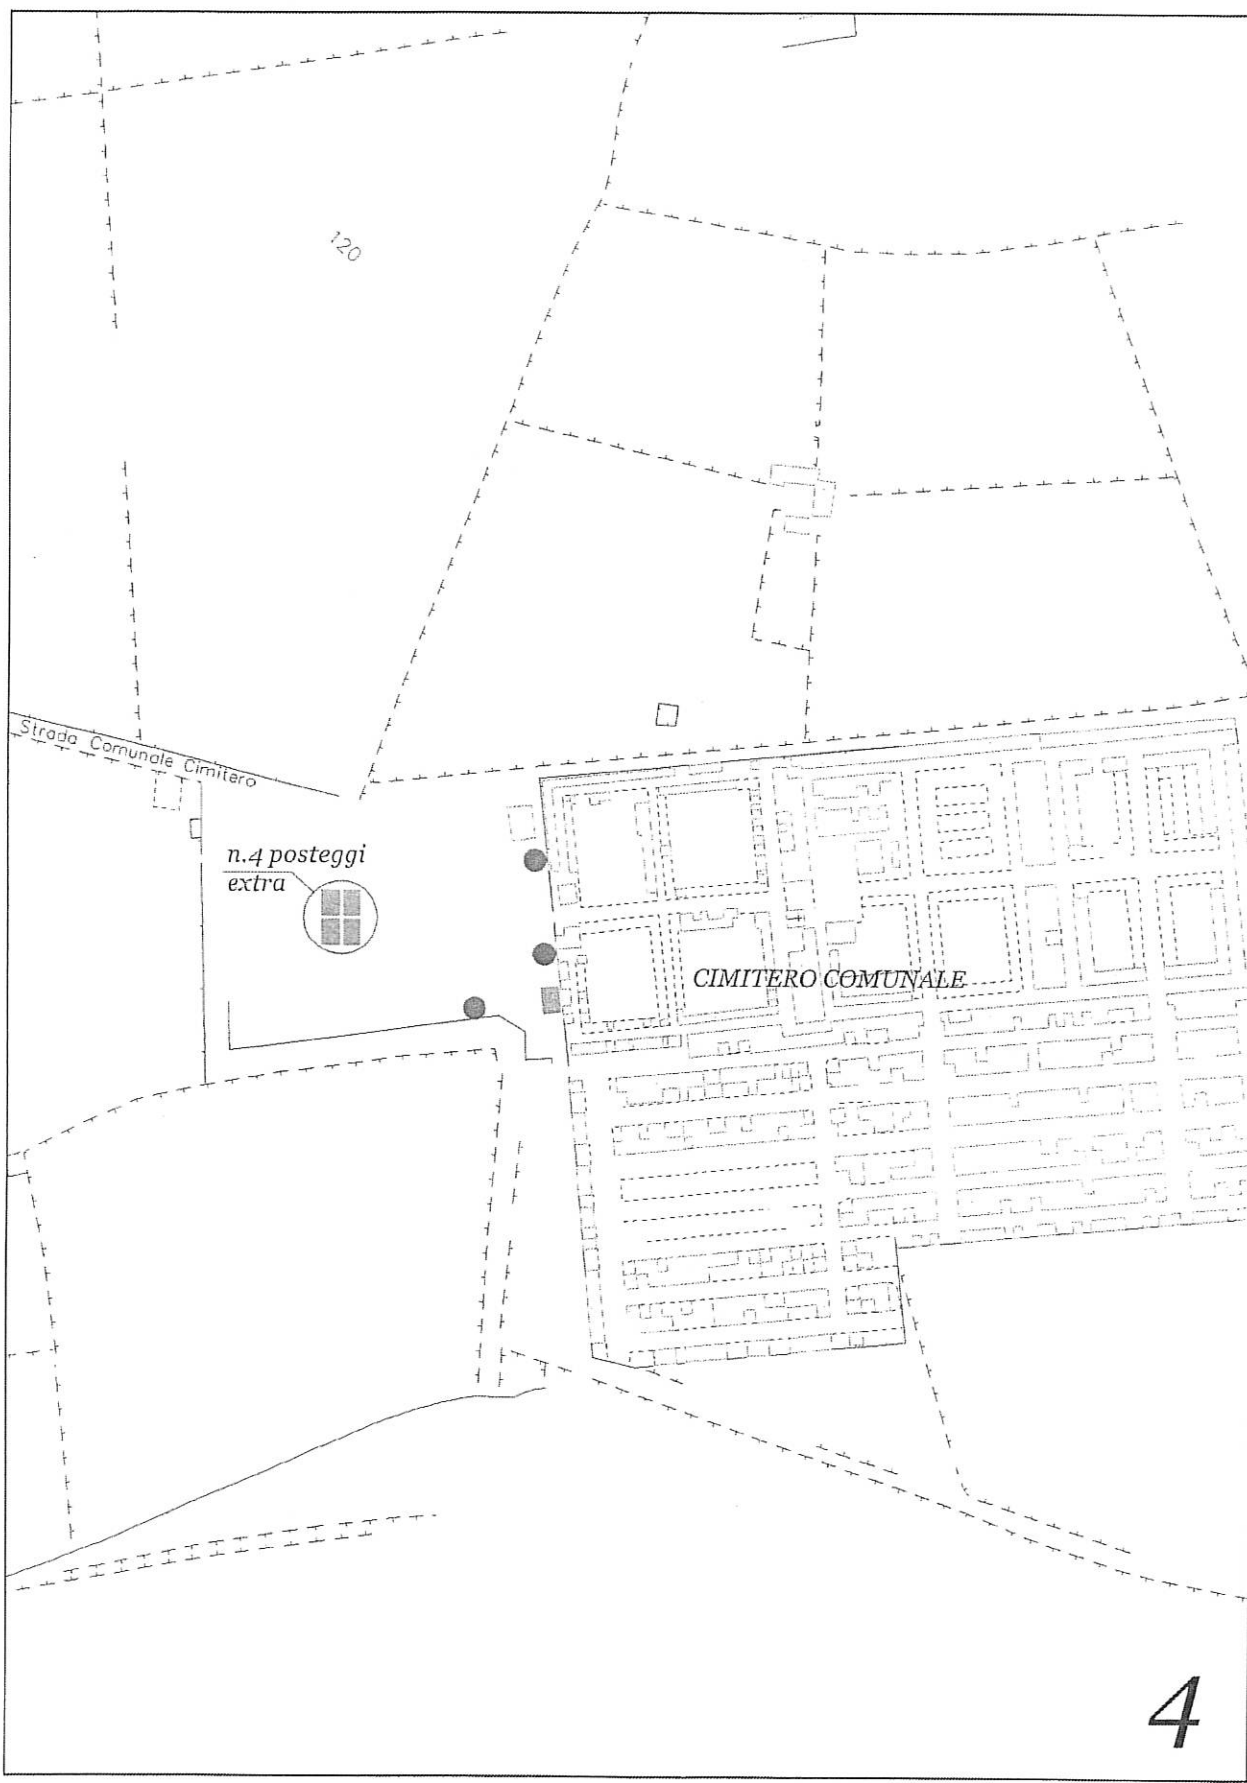 120
Strada Comunale Cimitero
n.4 posteggi
extra
CIMITERO COMUNALE
4